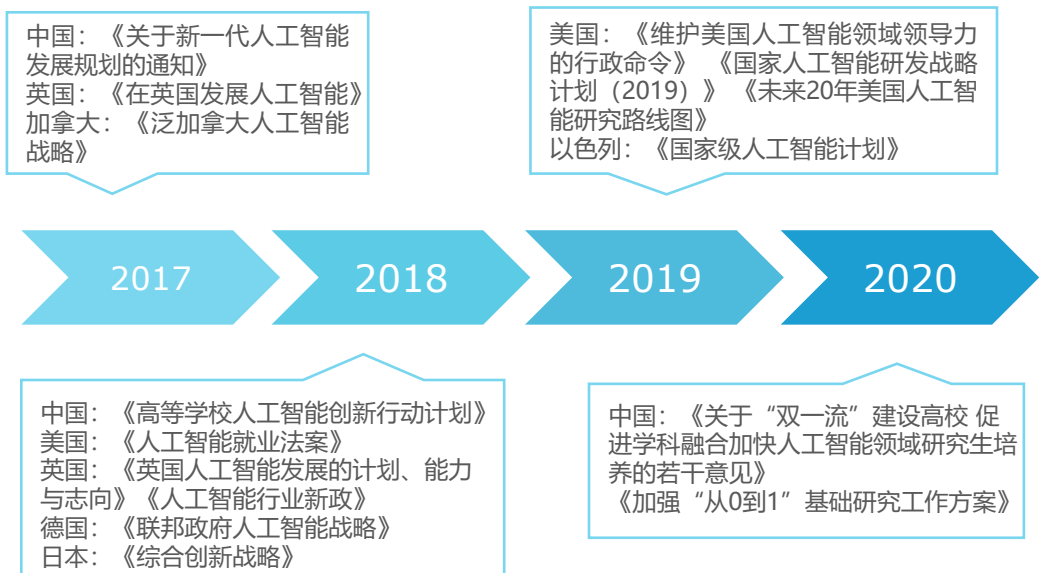 中国：《关于新一代人工智能
发展规划的通知》
英国：《在英国发展人工智能》
加拿大：《泛加拿大人工智能
战略》
美国：《维护美国人工智能领域领导力
的行政命令》 《国家人工智能研发战略
计划（2019）》 《未来20年美国人工智
能研究路线图》
以色列：《国家级人工智能计划》
2017
2018
2019
2020
中国：《高等学校人工智能创新行动计划》
美国：《人工智能就业法案》
英国：《英国人工智能发展的计划、能力
与志向》《人工智能行业新政》
德国：《联邦政府人工智能战略》
日本：《综合创新战略》
中国：《关于“双一流”建设高校 促
进学科融合加快人工智能领域研究生培
养的若干意见》
《加强“从0到1”基础研究工作方案》